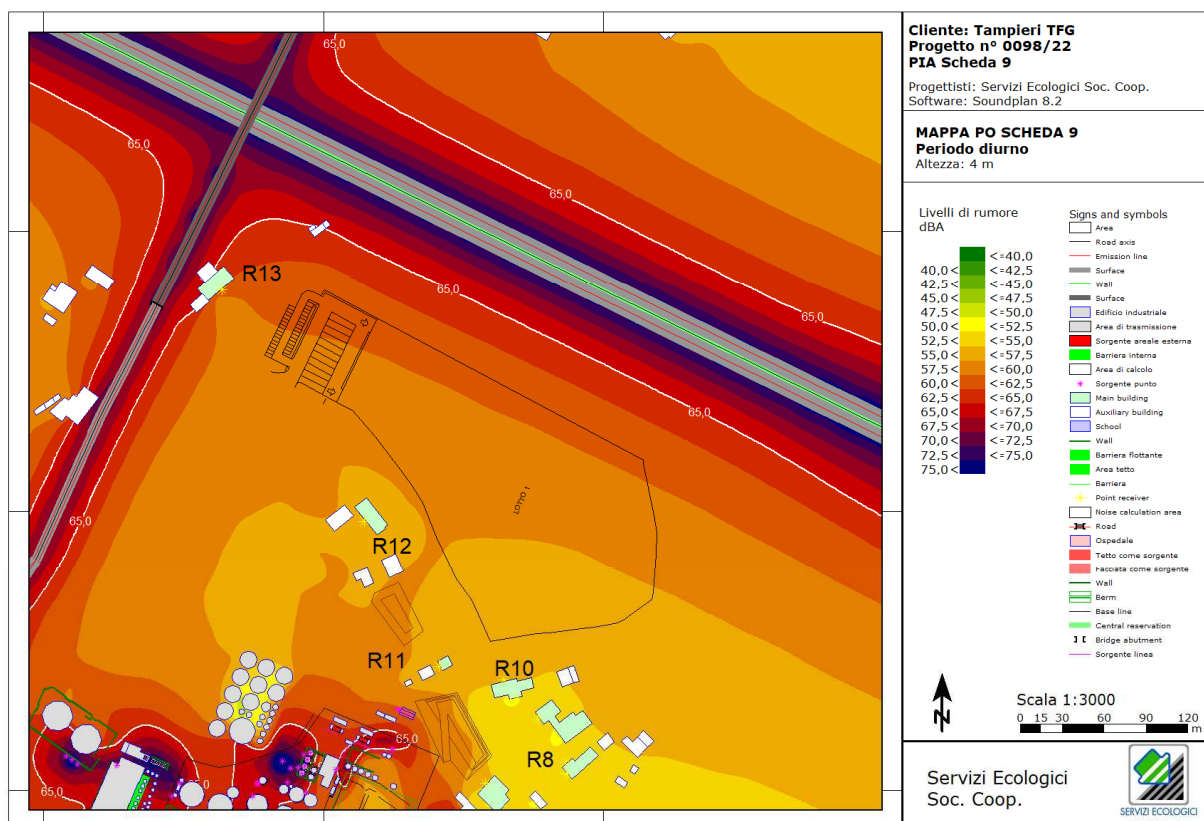 65,0
65,0
65,0
65,0
R13
65,0
65,0
65,0
LOTTO 1
65,0
R12
R11
R10
65,0
R8
65,0
Cliente: Tampieri TFG
Progetto n° 0098/22
PIA Scheda 9
Progettisti: Servizi Ecologici Soc. Coop.
Software: Soundplan 8.2
MAPPA PO SCHEDA 9
Periodo diurno
Altezza: 4 m
Livelli di rumore
dBA
<=40,0
40,0< <=42,5
42,5< <=45,0
45,0< <=47,5
47,5< <=50,0
50,0< <=52,5
52,5< <=55,0
55,0< <=57,5
57,5< <=60,0
60,0< <=62,5
62,5< <=65,0
65,0< <=67,5
67,5< <=70,0
70,0< <=72,5
72,5< <=75,0
75,0<
Signs and symbols
Area
Road axis
Emission line
Surface
Wall
Surface
Edificio industriale
Area di trasmissione
Sorgente areale esterna
Barriera interna
Area di calcolo
Sorgente punto
Main building
Auxiliary building
School
Wall
Barriera flottante
Area tetto
Barriera
Point receiver
Noise calculation area
Road
Ospedale
Tetto come sorgente
Facciata come sorgente
Wall
Berm
Base line
Central reservation
Bridge abutment
Sorgente linea
N
Scala 1:3000
0 15 30 60 90 120
m
Servizi Ecologici
Soc. Coop.
SERVIZI ECOLOGICI